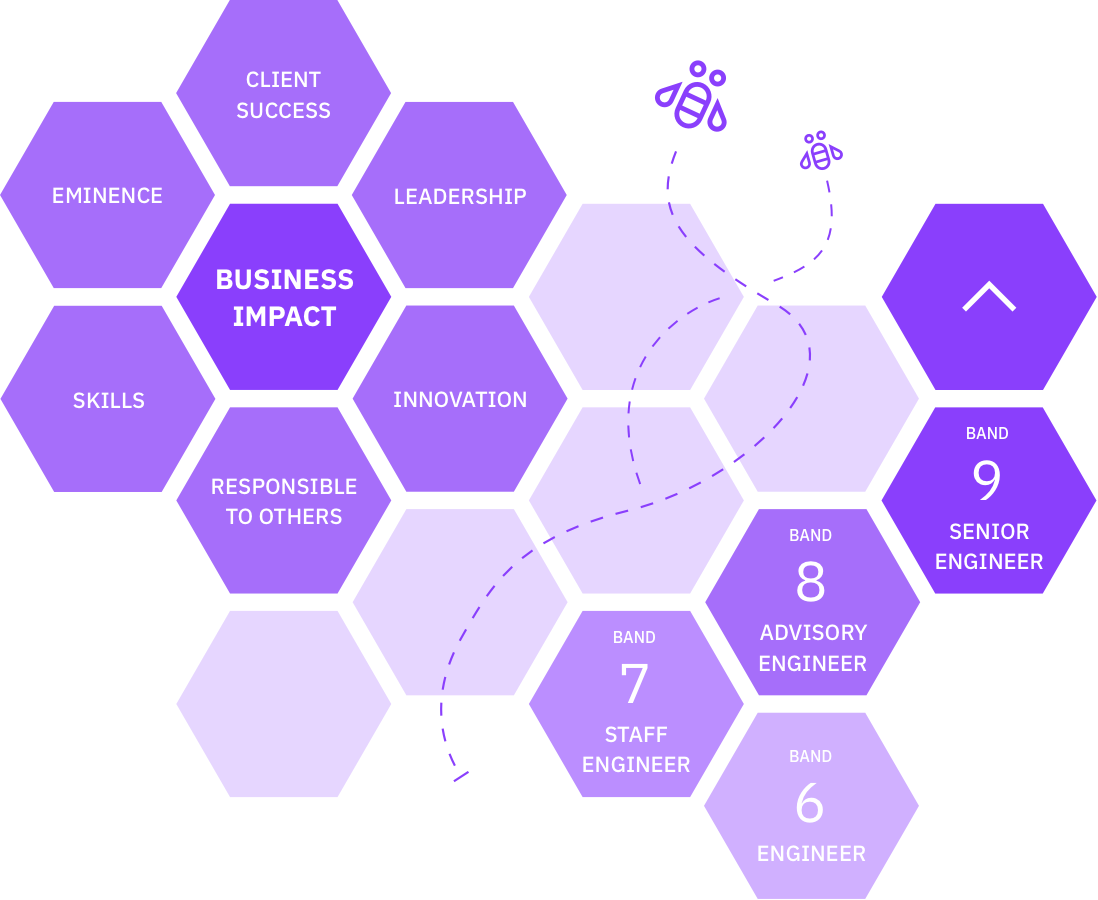 CLIENT
SUCCESS
EMINENCE
LEADERSHIP
BUSINESS
IMPACT
SKILLS
INNOVATION
RESPONSIBLE
TO OTHERS
BAND
9
SENIOR
ENGINEER
BAND
8
ADVISORY
ENGINEER
BAND
7
STAFF
ENGINEER
BAND
6
ENGINEER